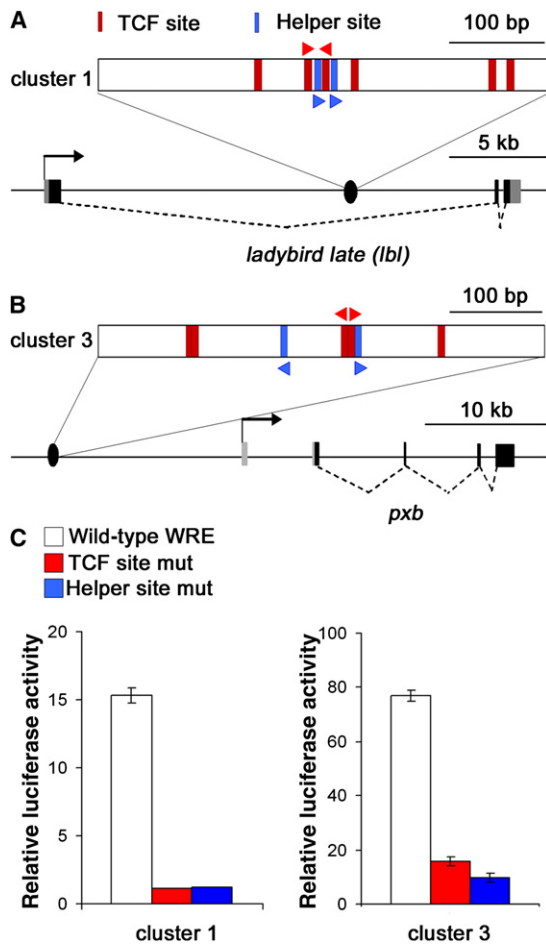 A
TCF site
Helper site
100 bp
cluster 1
5 kb
ladybird late (lbl)
B
100 bp
cluster 3
10 kb
pxb
C
Wild-type WRE
TCF site mut
Helper site mut
Relative luciferase activity
20
15
10
5
0
cluster 1
Relative luciferase activity
100
80
60
40
20
0
cluster 3